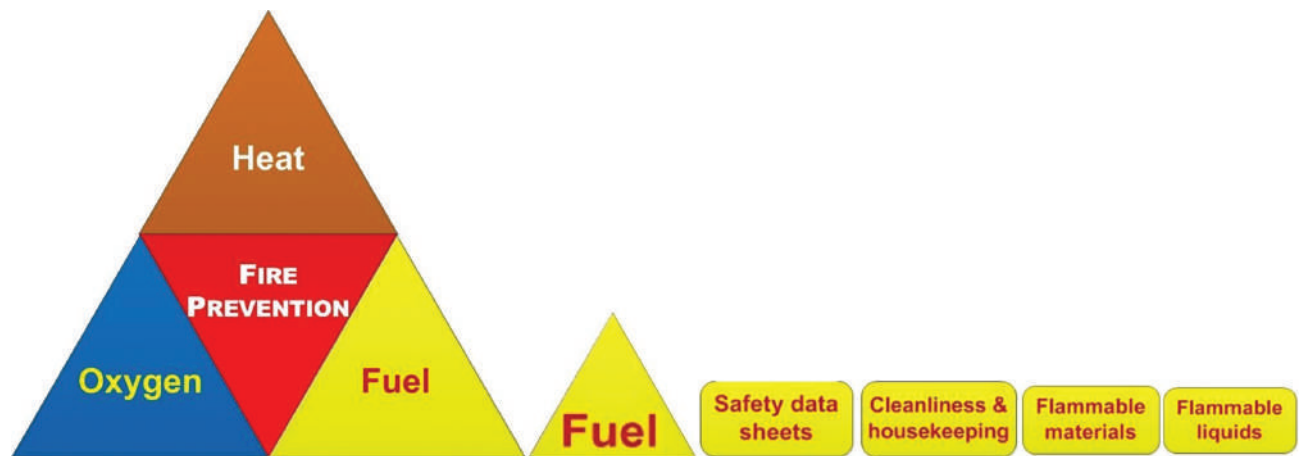 Heat
FIRE
PREVENTION
Oxygen
Fuel
Fuel
Safety data
sheets
Cleanliness &
housekeeping
Flammable
materials
Flammable
liquids